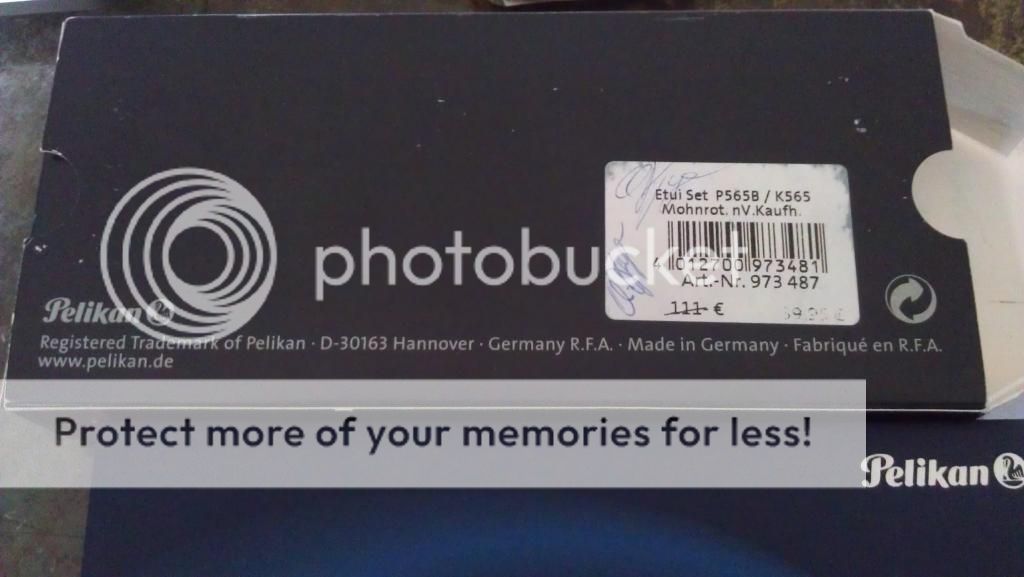 Etui Set P565B / K565
Mohnrot. nV.Kaufh.
4 012700 973481
Art.-Nr. 973 487
111 €
photobucket
Pelikan
Registered Trademark of Pelikan · D-30163 Hannover · Germany R.F.A. · Made in Germany · Fabriqué en R.F.A.
www.pelikan.de
Protect more of your memories for less!
Pelikan